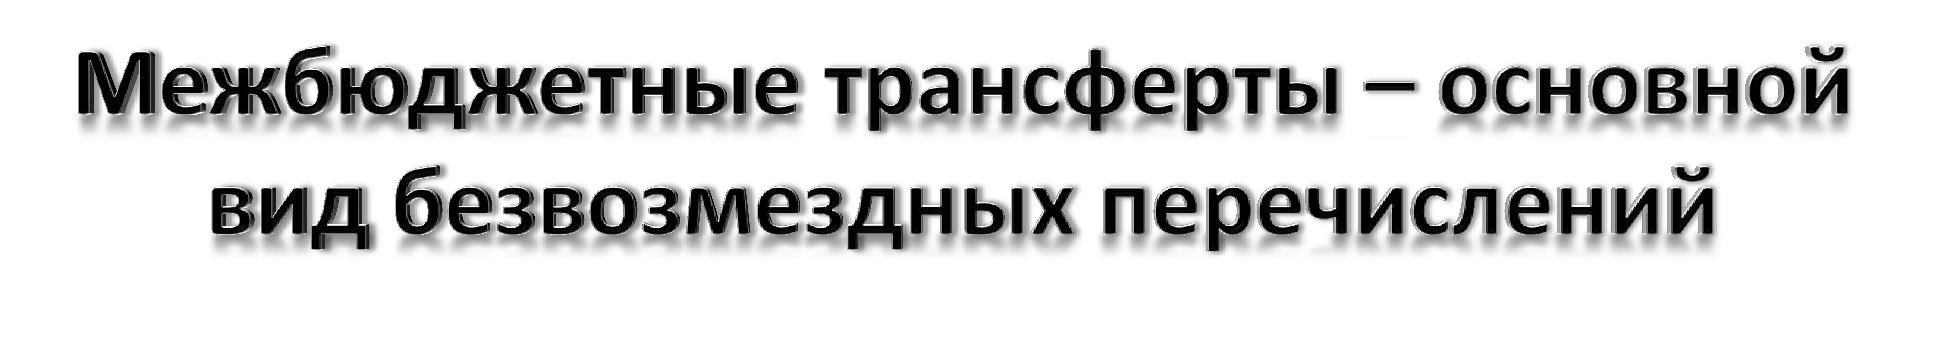 Межбюджетные трансферты – основной
вид безвозмездных перечислений